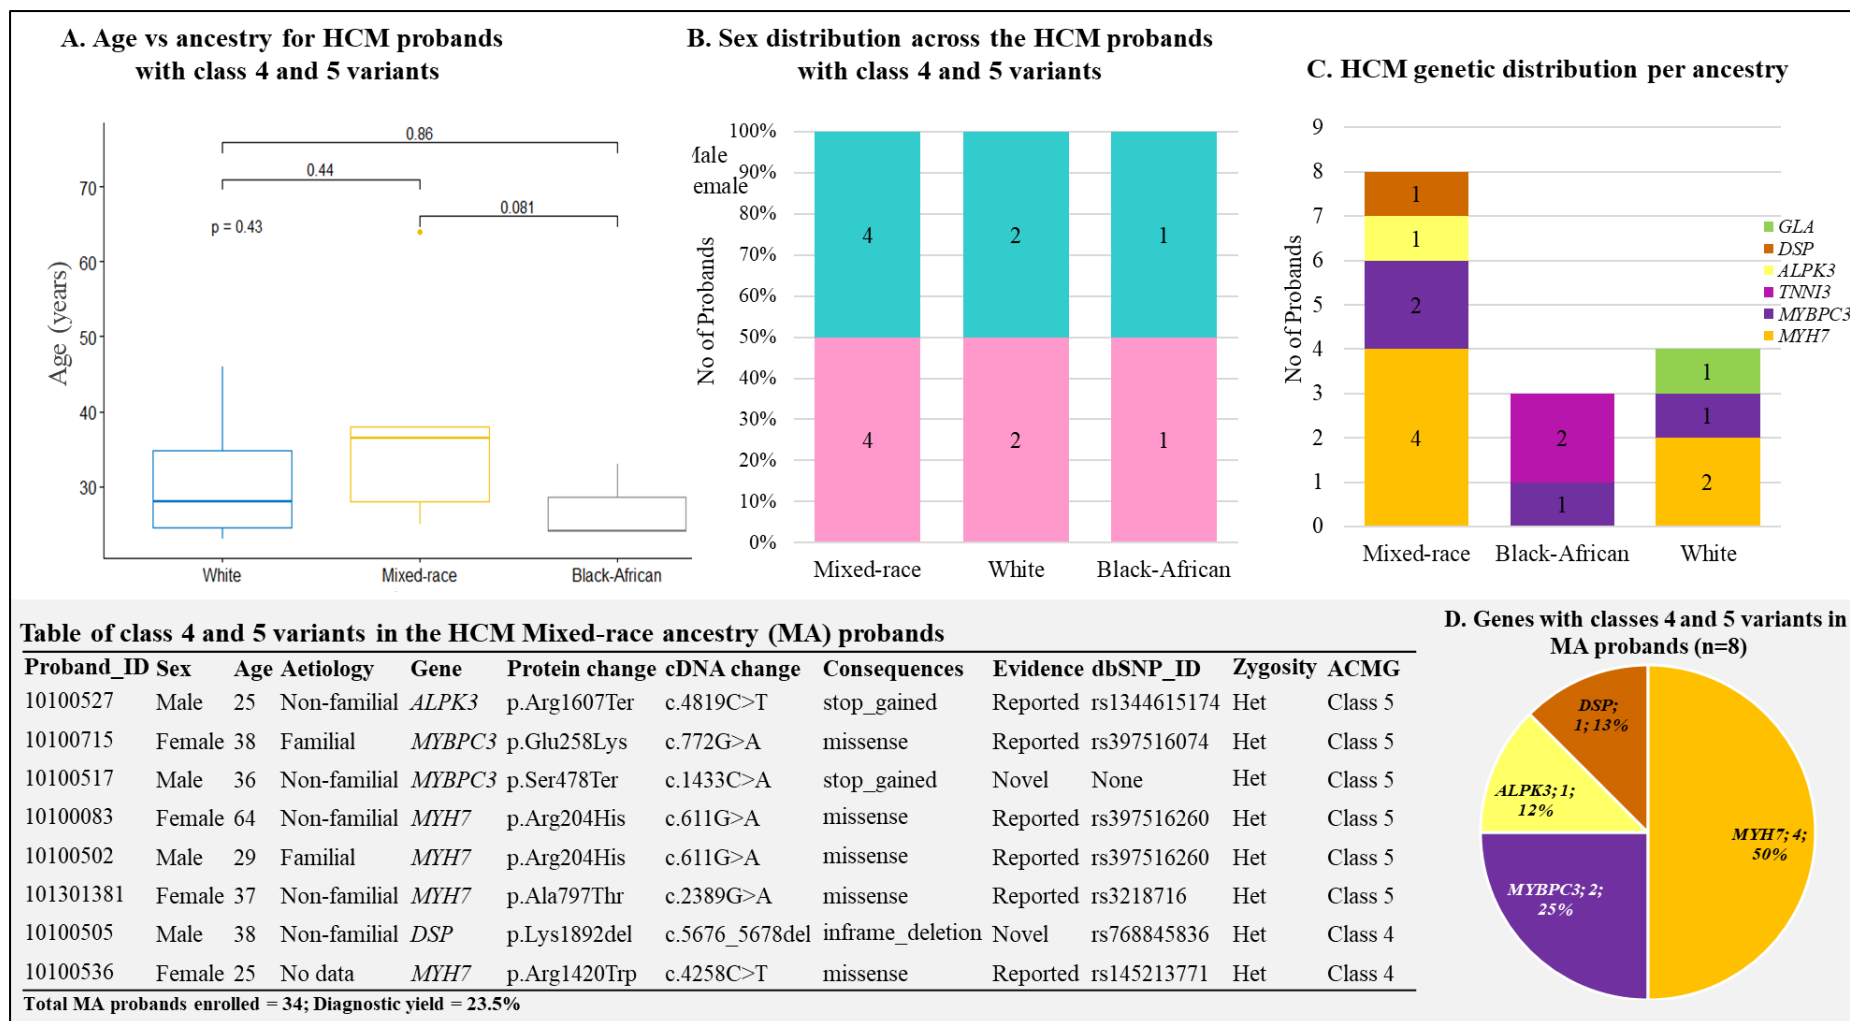 A. Age vs ancestry for HCM probands
with class 4 and 5 variants
Age (years)
70
60
50
40
30
0.86
0.44
0.081
p = 0.43
White
Mixed-race
Black-African
B. Sex distribution across the HCM probands
with class 4 and 5 variants
No of Probands
100%
90%
80%
70%
60%
50%
40%
30%
20%
10%
0%
Male
emale
4
2
1
4
2
1
Mixed-race
White
Black-African
C. HCM genetic distribution per ancestry
No of Probands
9
8
7
6
5
4
3
2
1
0
1
1
2
4
2
1
1
1
2
Mixed-race
Black-African
White
GLA
DSP
ALPK3
TNNI3
MYBPC3
MYH7
Table of class 4 and 5 variants in the HCM Mixed-race ancestry (MA) probands
Proband_ID Sex Age Aetiology Gene Protein change cDNA change Consequences Evidence dbSNP_ID Zygosity ACMG
10100527 Male 25 Non-familial ALPK3 p.Arg1607Ter c.4819C>T stop_gained Reported rs1344615174 Het Class 5
10100715 Female 38 Familial MYBPC3 p.Glu258Lys c.772G>A missense Reported rs397516074 Het Class 5
10100517 Male 36 Non-familial MYBPC3 p.Ser478Ter c.1433C>A stop_gained Novel None Het Class 5
10100083 Female 64 Non-familial MYH7 p.Arg204His c.611G>A missense Reported rs397516260 Het Class 5
10100502 Male 29 Familial MYH7 p.Arg204His c.611G>A missense Reported rs397516260 Het Class 5
101301381 Female 37 Non-familial MYH7 p.Ala797Thr c.2389G>A missense Reported rs3218716 Het Class 5
10100505 Male 38 Non-familial DSP p.Lys1892del c.5676_5678del inframe_deletion Novel rs768845836 Het Class 4
10100536 Female 25 No data MYH7 p.Arg1420Trp c.4258C>T missense Reported rs145213771 Het Class 4
Total MA probands enrolled = 34; Diagnostic yield = 23.5%
D. Genes with classes 4 and 5 variants in
MA probands (n=8)
DSP;
1; 13%
ALPK3; 1;
12%
MYBPC3; 2;
25%
MYH7; 4;
50%